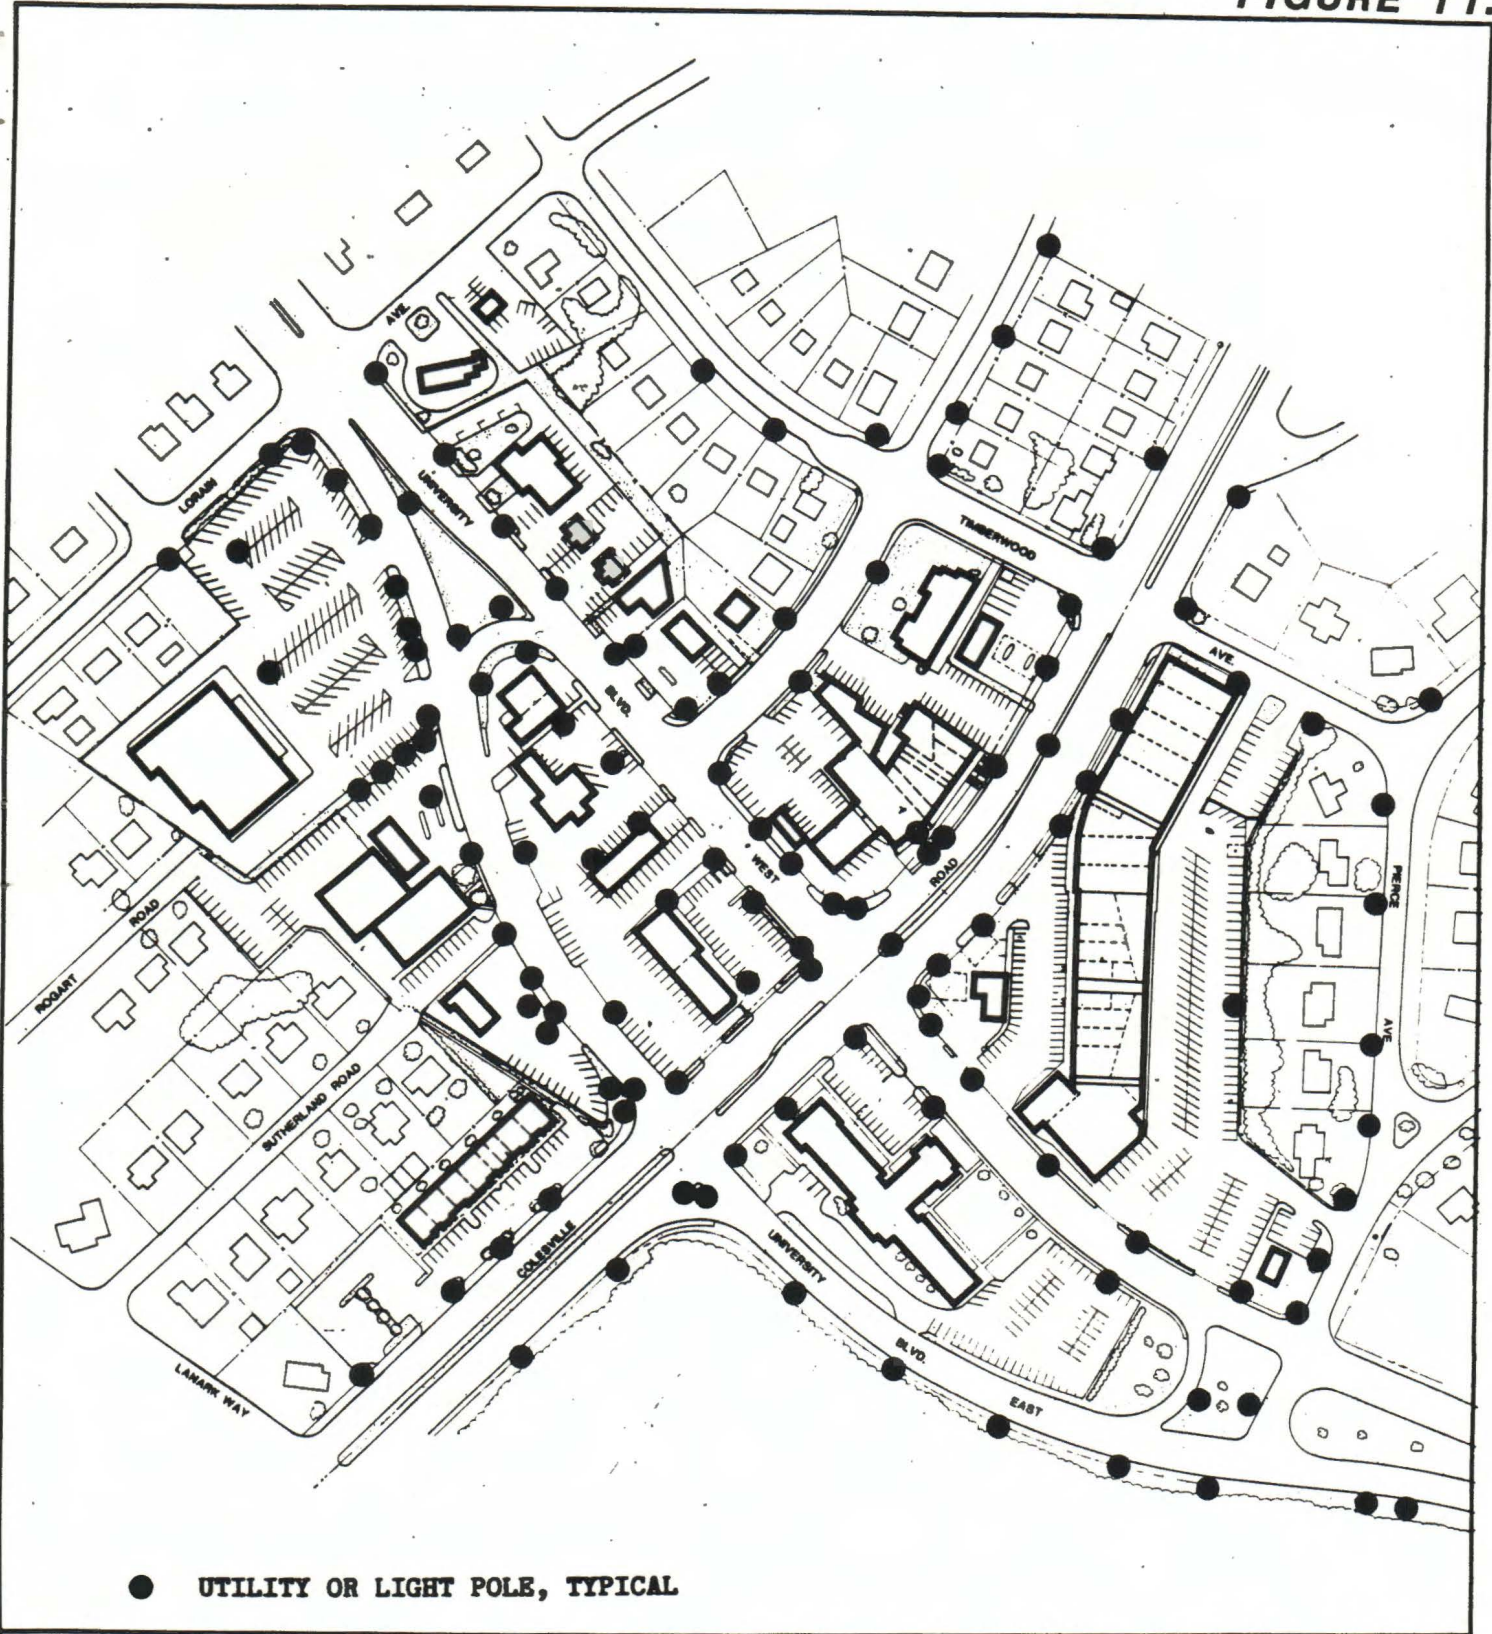 FIGURE 11.
AVE.
LORAIN
UNIVERSITY
TIMBERWOOD
AVE.
BLVD.
WEST
ROAD
PIERCE
ROAD
ROGART
AVE
SUTHERLAND ROAD
COLESVILLE
UNIVERSITY
BLVD.
LANARK WAY
EAST
UTILITY OR LIGHT POLE, TYPICAL